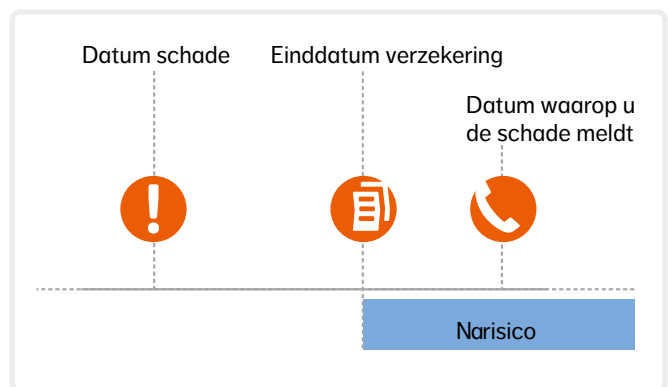 Datum schade
Einddatum verzekering
Datum waarop u
de schade meldt
Narisico